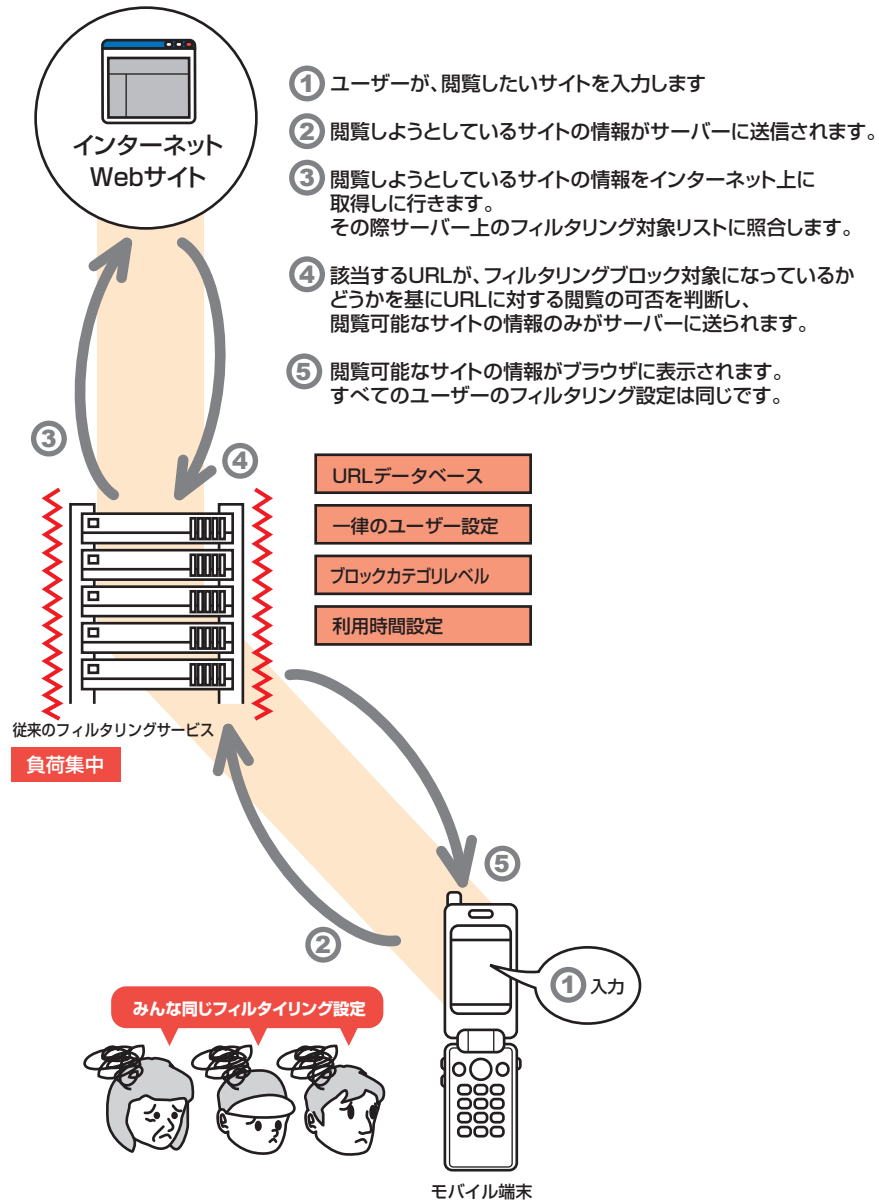 インターネット
Webサイト
① ユーザーが、閲覧したいサイトを入力します
② 閲覧しようとしているサイトの情報がサーバーに送信されます。
③ 閲覧しようとしているサイトの情報をインターネット上に
取得しに行きます。
その際サーバー上のフィルタリング対象リストに照合します。
④ 該当するURLが、フィルタリングブロック対象になっているか
どうかを基にURLに対する閲覧の可否を判断し、
閲覧可能なサイトの情報のみがサーバーに送られます。
⑤ 閲覧可能なサイトの情報がブラウザに表示されます。
すべてのユーザーのフィルタリング設定は同じです。
③
④
URLデータベース
一律のユーザー設定
ブロックカテゴリレベル
利用時間設定
従来のフィルタリングサービス
負荷集中
⑤
②
① 入力
みんな同じフィルタイリング設定
モバイル端末